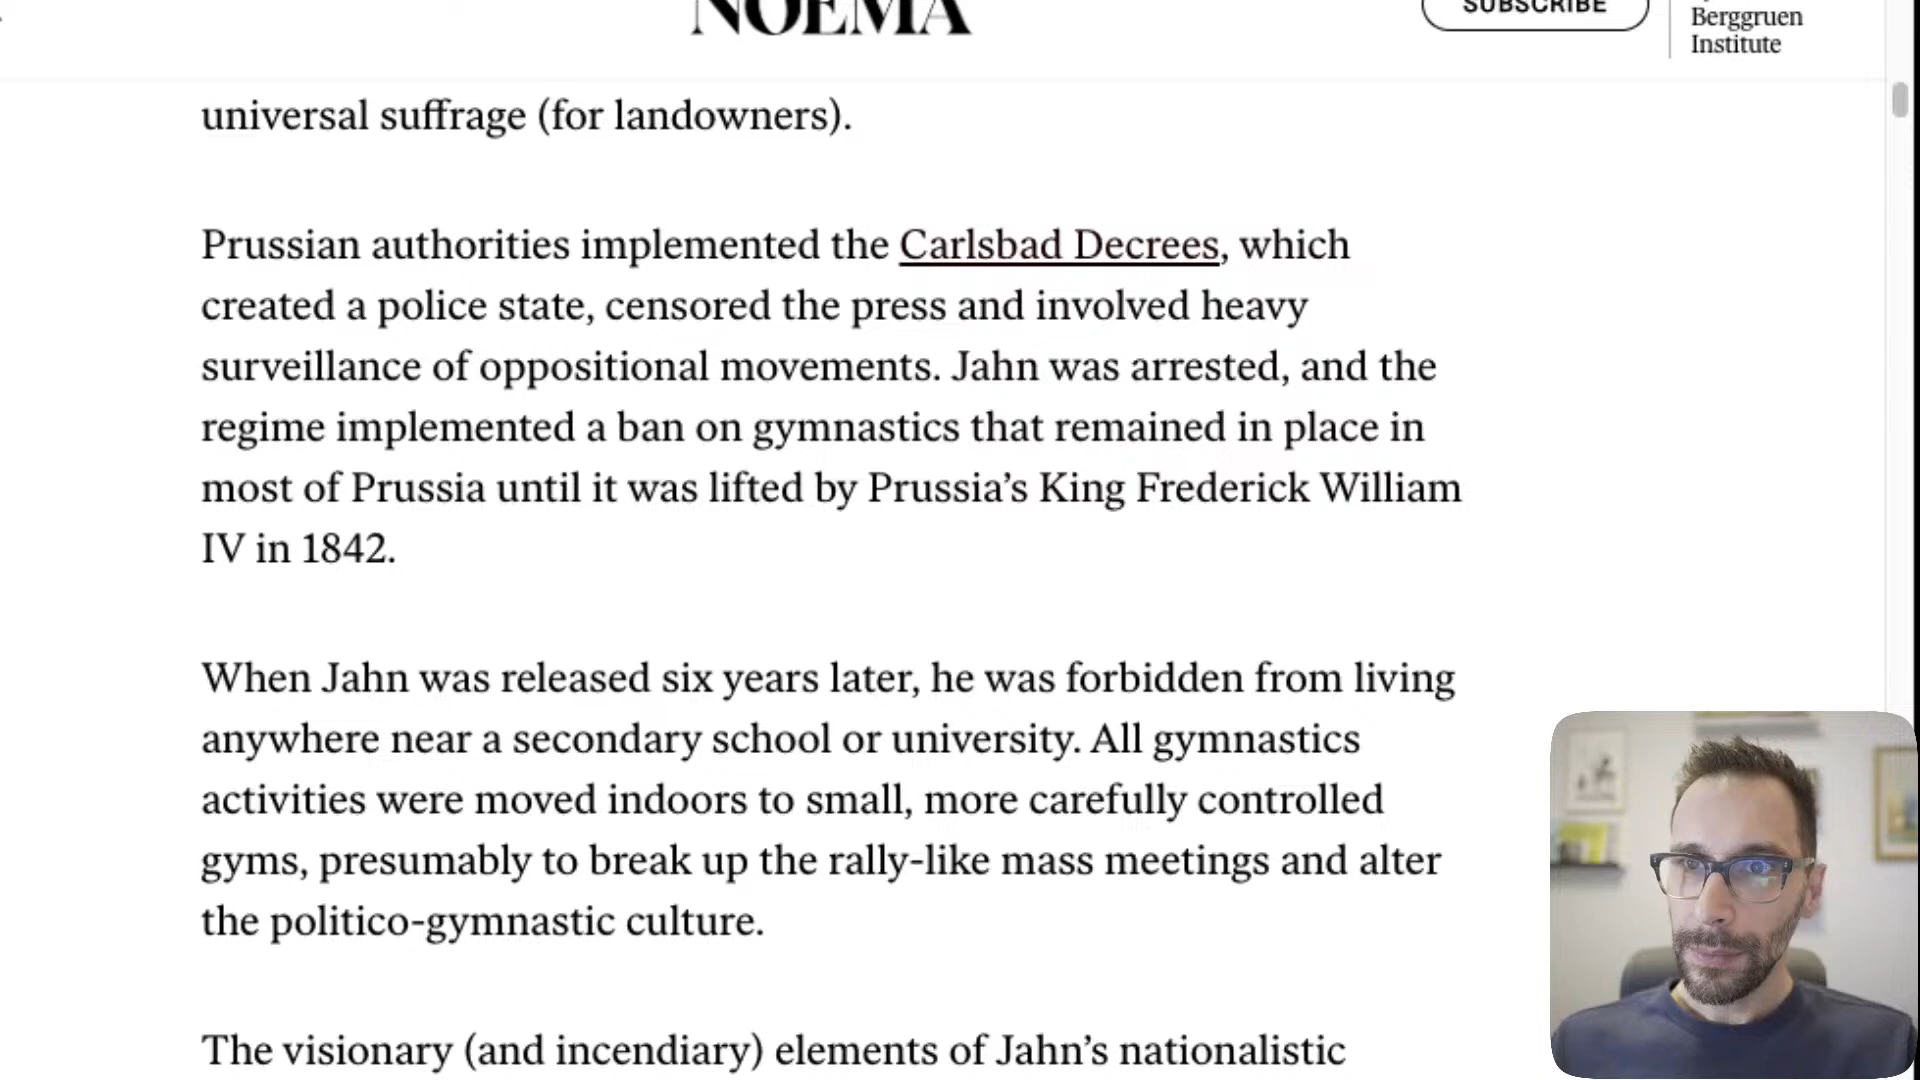 NOEMA
SUBSCRIBE
Berggruen
Institute
universal suffrage (for landowners).
Prussian authorities implemented the Carlsbad Decrees, which
created a police state, censored the press and involved heavy
surveillance of oppositional movements. Jahn was arrested, and the
regime implemented a ban on gymnastics that remained in place in
most of Prussia until it was lifted by Prussia’s King Frederick William
IV in 1842.
When Jahn was released six years later, he was forbidden from living
anywhere near a secondary school or university. All gymnastics
activities were moved indoors to small, more carefully controlled
gyms, presumably to break up the rally-like mass meetings and alter
the politico-gymnastic culture.
The visionary (and incendiary) elements of Jahn’s nationalistic